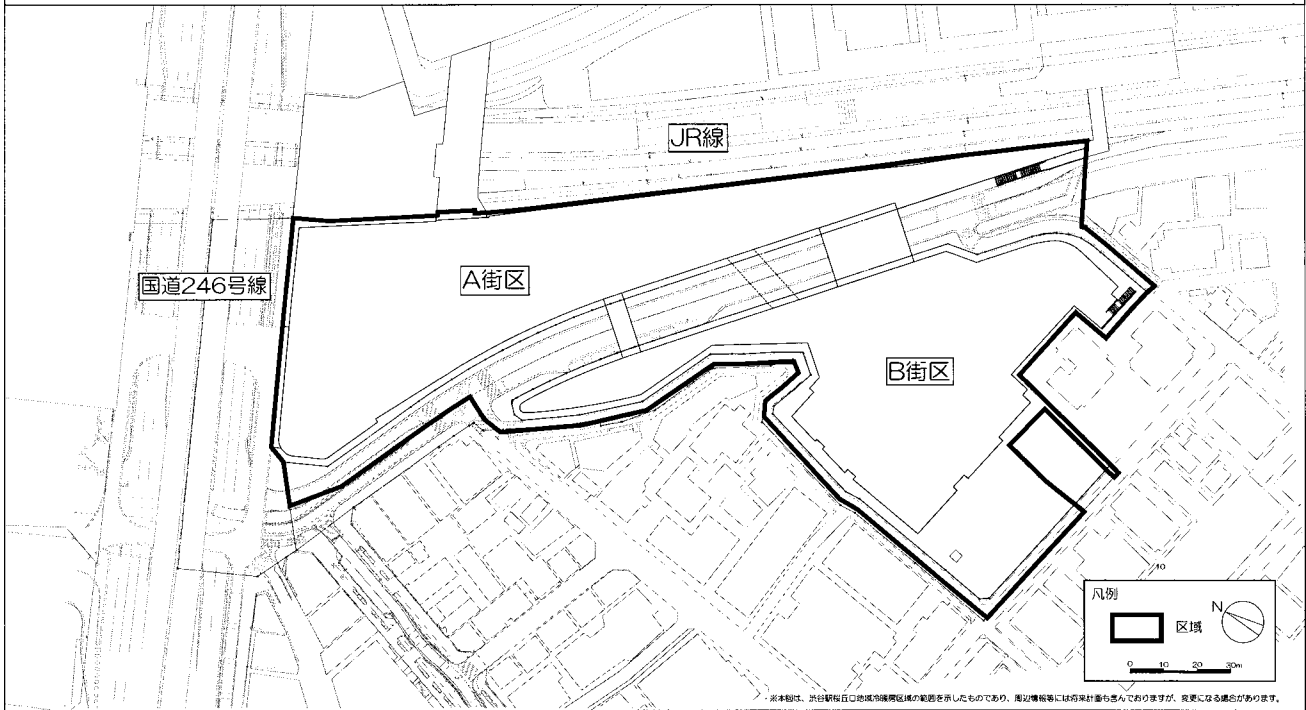 JR線
国道246号線
A街区
B街区
40
凡例
区域
N
0 10 20 30m
※本図は、渋谷駅桜丘口地域冷暖房区域の範囲を示したものであり、周辺情報等には将来計画も含んでおりますが、変更になる場合があります。